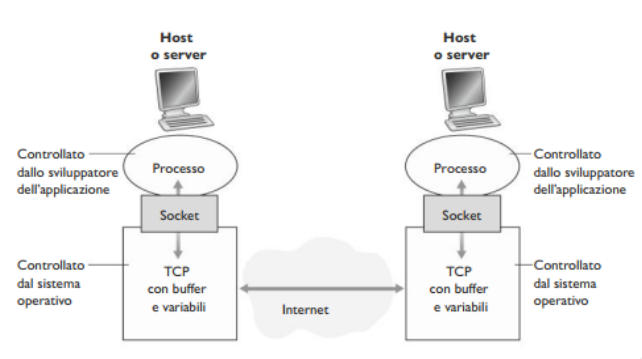 Host
o server
Host
o server
Controllato
dallo sviluppatore
dell'applicazione
Processo
Processo
Controllato
dallo sviluppatore
dell'applicazione
Socket
Socket
Controllato
dal sistema
operativo
TCP
con buffer
e variabili
Internet
TCP
con buffer
e variabili
Controllato
dal sistema
operativo